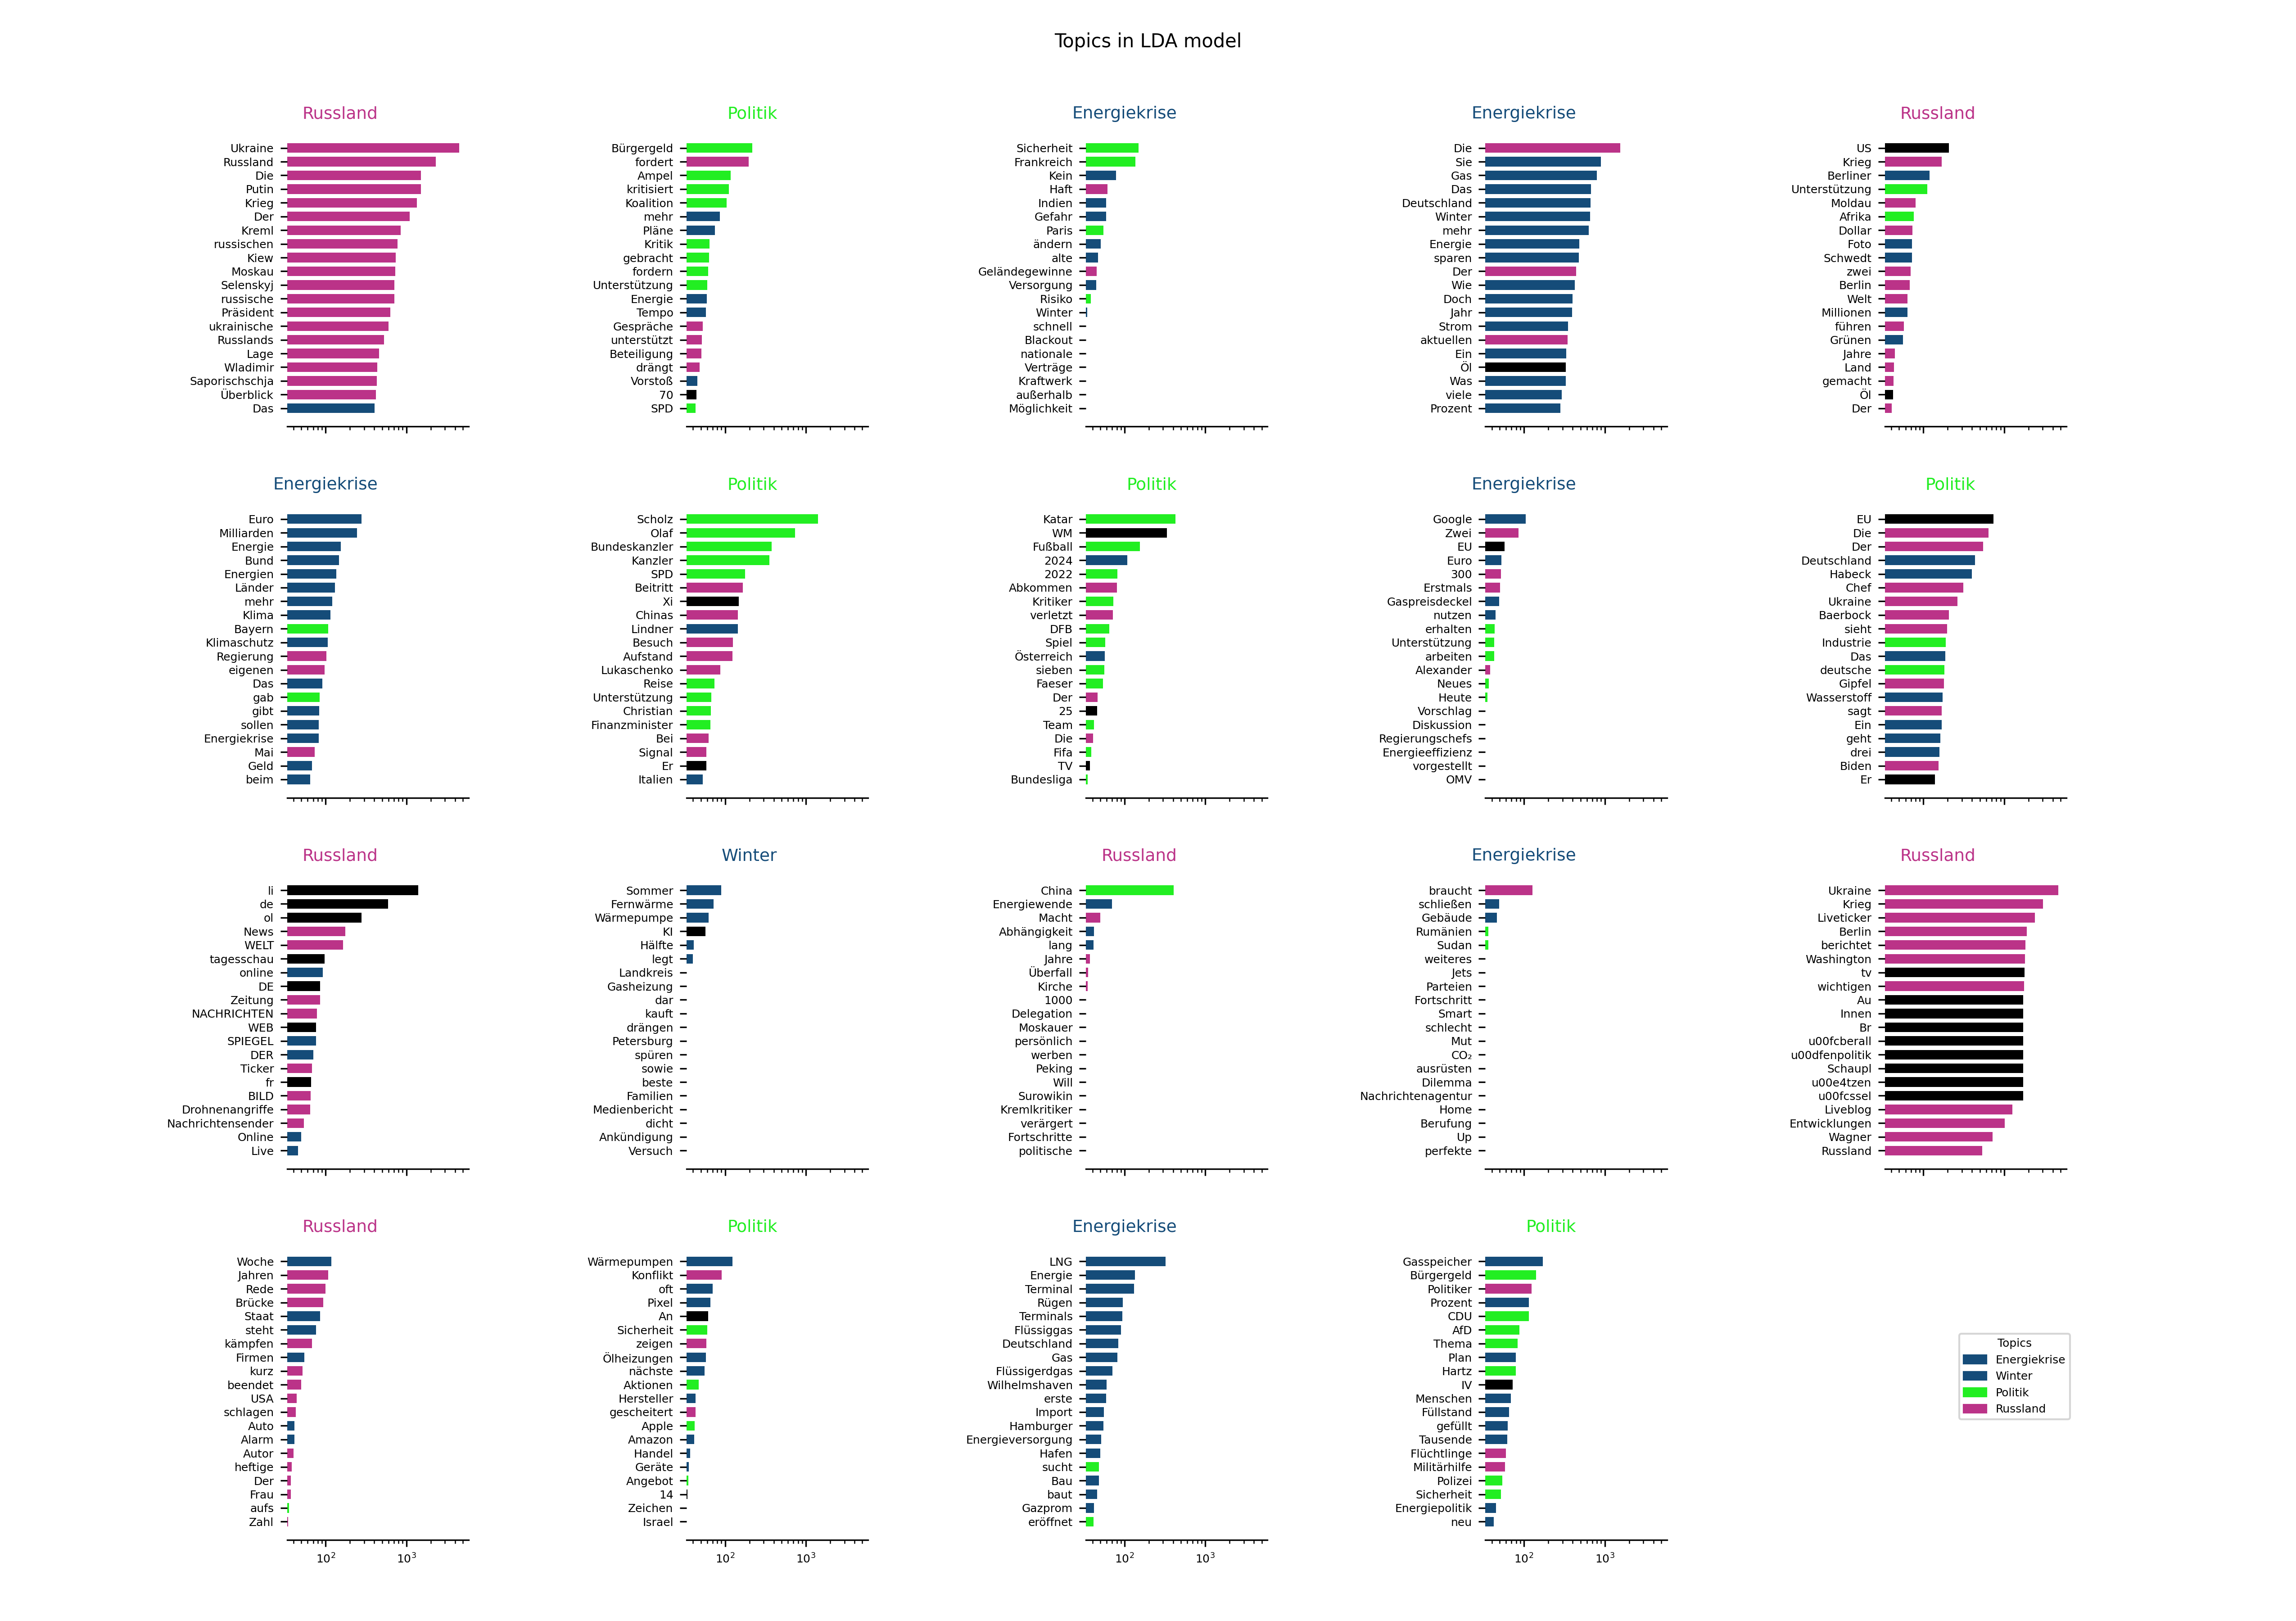 Topics in LDA model
Russland
Ukraine
Russland
Die
Putin
Krieg
Der
Kreml
russischen
Kiew
Moskau
Selenskyj
russische
Präsident
ukrainische
Russlands
Lage
Wladimir
Saporischschja
Überblick
Das
Politik
Bürgergeld
fordert
Ampel
kritisiert
Koalition
mehr
Pläne
Kritik
gebracht
fordern
Unterstützung
Energie
Tempo
Gespräche
unterstützt
Beteiligung
drängt
Vorstoß
70
SPD
Energiekrise
Sicherheit
Frankreich
Kein
Haft
Indien
Gefahr
Paris
ändern
alte
Geländegewinne
Versorgung
Risiko
Winter
schnell
Blackout
nationale
Verträge
Kraftwerk
außerhalb
Möglichkeit
Energiekrise
Die
Sie
Gas
Das
Deutschland
Winter
mehr
Energie
sparen
Der
Wie
Doch
Jahr
Strom
aktuellen
Ein
Öl
Was
viele
Prozent
Russland
US
Krieg
Berliner
Unterstützung
Moldau
Afrika
Dollar
Foto
Schwedt
zwei
Berlin
Welt
Millionen
führen
Grünen
Jahre
Land
gemacht
Öl
Der
Energiekrise
Euro
Milliarden
Energie
Bund
Energien
Länder
mehr
Klima
Bayern
Klimaschutz
Regierung
eigenen
Das
gab
gibt
sollen
Energiekrise
Mai
Geld
beim
Politik
Scholz
Olaf
Bundeskanzler
Kanzler
SPD
Beitritt
Xi
Chinas
Lindner
Besuch
Aufstand
Lukaschenko
Reise
Unterstützung
Christian
Finanzminister
Bei
Signal
Er
Italien
Politik
Katar
WM
Fußball
2024
2022
Abkommen
Kritiker
verletzt
DFB
Spiel
Österreich
sieben
Faeser
Der
25
Team
Die
Fifa
TV
Bundesliga
Energiekrise
Google
Zwei
EU
Euro
300
Erstmals
Gaspreisdeckel
nutzen
erhalten
Unterstützung
arbeiten
Alexander
Neues
Heute
Vorschlag
Diskussion
Regierungschefs
Energieeffizienz
vorgestellt
OMV
Politik
EU
Die
Der
Deutschland
Habeck
Chef
Ukraine
Baerbock
sieht
Industrie
Das
deutsche
Gipfel
Wasserstoff
sagt
Ein
geht
drei
Biden
Er
Russland
li
de
ol
News
WELT
tagesschau
online
DE
Zeitung
NACHRICHTEN
WEB
SPIEGEL
DER
Ticker
fr
BILD
Drohnenangriffe
Nachrichtensender
Online
Live
Winter
Sommer
Fernwärme
Wärmepumpe
KI
Hälfte
legt
Landkreis
Gasheizung
dar
kauft
drängen
Petersburg
spüren
sowie
beste
Familien
Medienbericht
dicht
Ankündigung
Versuch
Russland
China
Energiewende
Macht
Abhängigkeit
lang
Jahre
Überfall
Kirche
1000
Delegation
Moskauer
persönlich
werben
Peking
Will
Surowikin
Kremlkritiker
verärgert
Fortschritte
politische
Energiekrise
braucht
schließen
Gebäude
Rumänien
Sudan
weiteres
Jets
Parteien
Fortschritt
Smart
schlecht
Mut
CO₂
ausrüsten
Dilemma
Nachrichtenagentur
Home
Berufung
Up
perfekte
Russland
Ukraine
Krieg
Liveticker
Berlin
berichtet
Washington
tv
wichtigen
Au
Innen
Br
u00fcberall
u00dfenpolitik
Schaupl
u00e4tzen
u00fcssel
Liveblog
Entwicklungen
Wagner
Russland
Russland
Woche
Jahren
Rede
Brücke
Staat
steht
kämpfen
Firmen
kurz
beendet
USA
schlagen
Auto
Alarm
Autor
heftige
Der
Frau
aufs
Zahl
10² 10³
Politik
Wärmepumpen
Konflikt
oft
Pixel
An
Sicherheit
zeigen
Ölheizungen
nächste
Aktionen
Hersteller
gescheitert
Apple
Amazon
Handel
Geräte
Angebot
14
Zeichen
Israel
10² 10³
Energiekrise
LNG
Energie
Terminal
Rügen
Terminals
Flüssiggas
Deutschland
Gas
Flüssigerdgas
Wilhelmshaven
erste
Import
Hamburger
Energieversorgung
Hafen
sucht
Bau
baut
Gazprom
eröffnet
10² 10³
Politik
Gasspeicher
Bürgergeld
Politiker
Prozent
CDU
AfD
Thema
Plan
Hartz
IV
Menschen
Füllstand
gefüllt
Tausende
Flüchtlinge
Militärhilfe
Polizei
Sicherheit
Energiepolitik
neu
10² 10³
Topics
Energiekrise
Winter
Politik
Russland